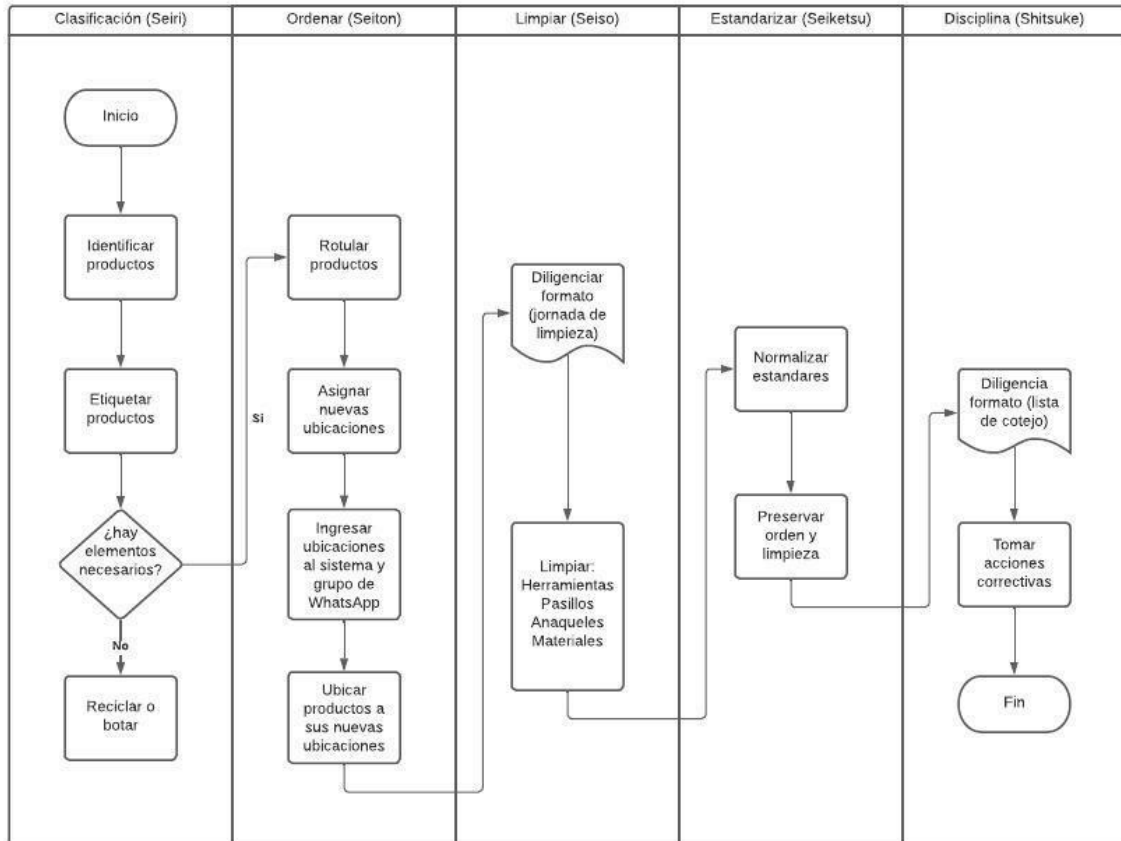 Clasificación (Seiri)
Ordenar (Seiton)
Limpiar (Seiso)
Estandarizar (Seiketsu)
Disciplina (Shitsuke)
Inicio
Identificar
productos
Etiquetar
productos
¿hay
elementos
necesarios?
Si
No
Reciclar o
botar
Rotular
productos
Asignar
nuevas
ubicaciones
Ingresar
ubicaciones
al sistema y
grupo de
WhatsApp
Ubicar
productos a
sus nuevas
ubicaciones
Diligenciar
formato
(jornada de
limpieza)
Limpiar:
Herramientas
Pasillos
Anaqueles
Materiales
Normalizar
estandares
Preservar
orden y
limpieza
Diligencia
formato (lista
de cotejo)
Tomar
acciones
correctivas
Fin